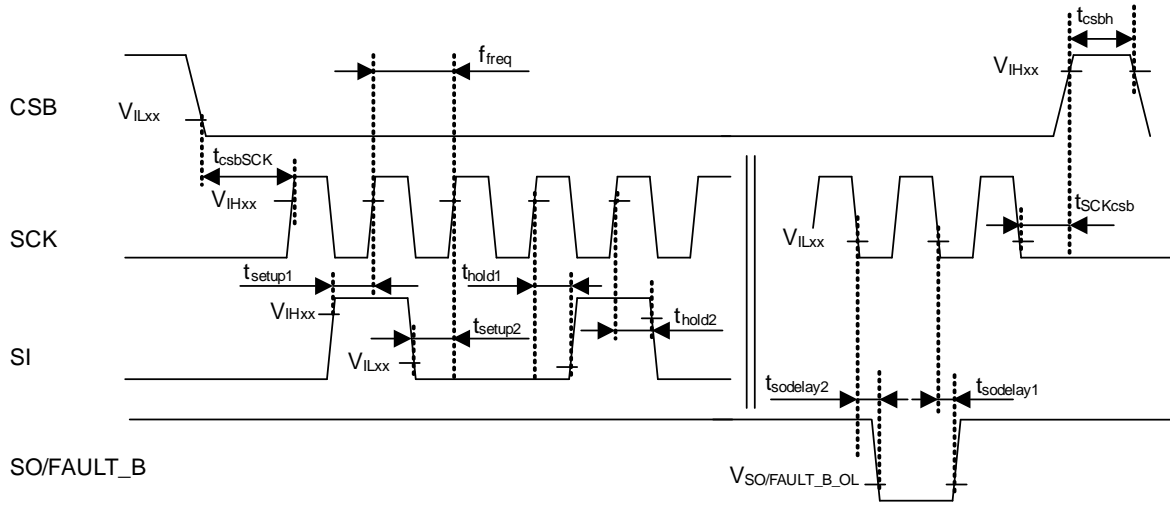 t_csbh
f_freq
V_IHxx
CSB
V_ILxx
t_csbSCK
V_IHxx
t_SCKcsb
SCK
V_ILxx
t_setup1
t_hold1
V_IHxx
t_setup2
t_hold2
SI
V_ILxx
t_sodelay2
t_sodelay1
SO/FAULT_B
V_SO/FAULT_B_OL